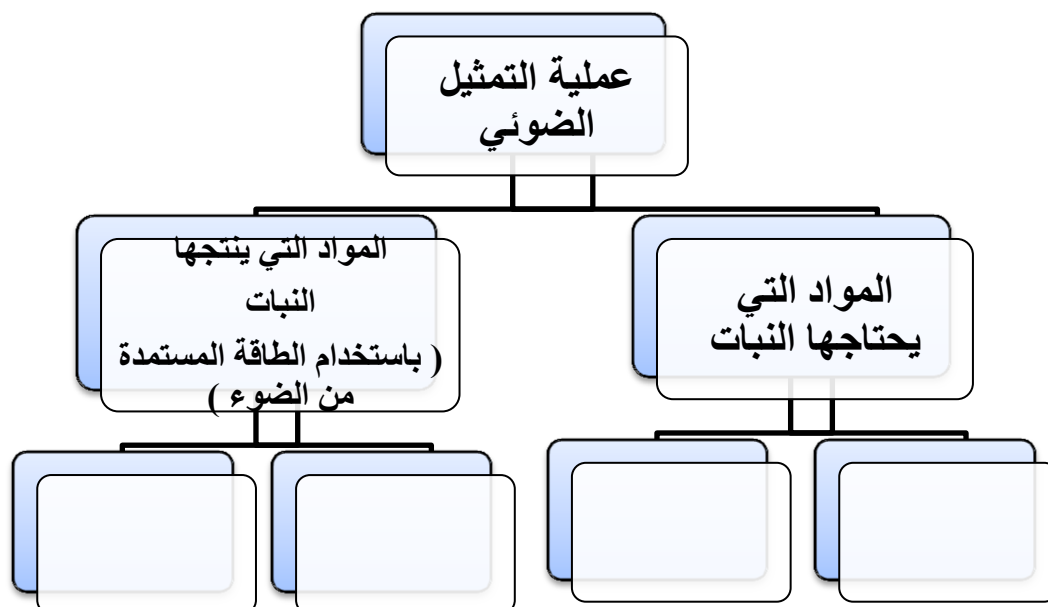 عملية التمثيل
الضوئي
المواد التي
يحتاجها النبات
المواد التي ينتجها
النبات
( باستخدام الطاقة المستمدة
من الضوء )